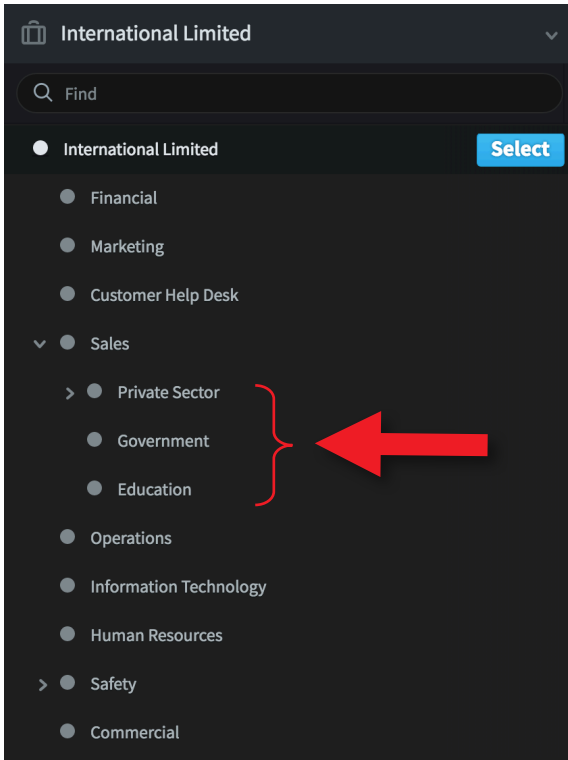 International Limited
Find
International Limited
Select
Financial
Marketing
Customer Help Desk
Sales
Private Sector
Government
Education
Operations
Information Technology
Human Resources
Safety
Commercial